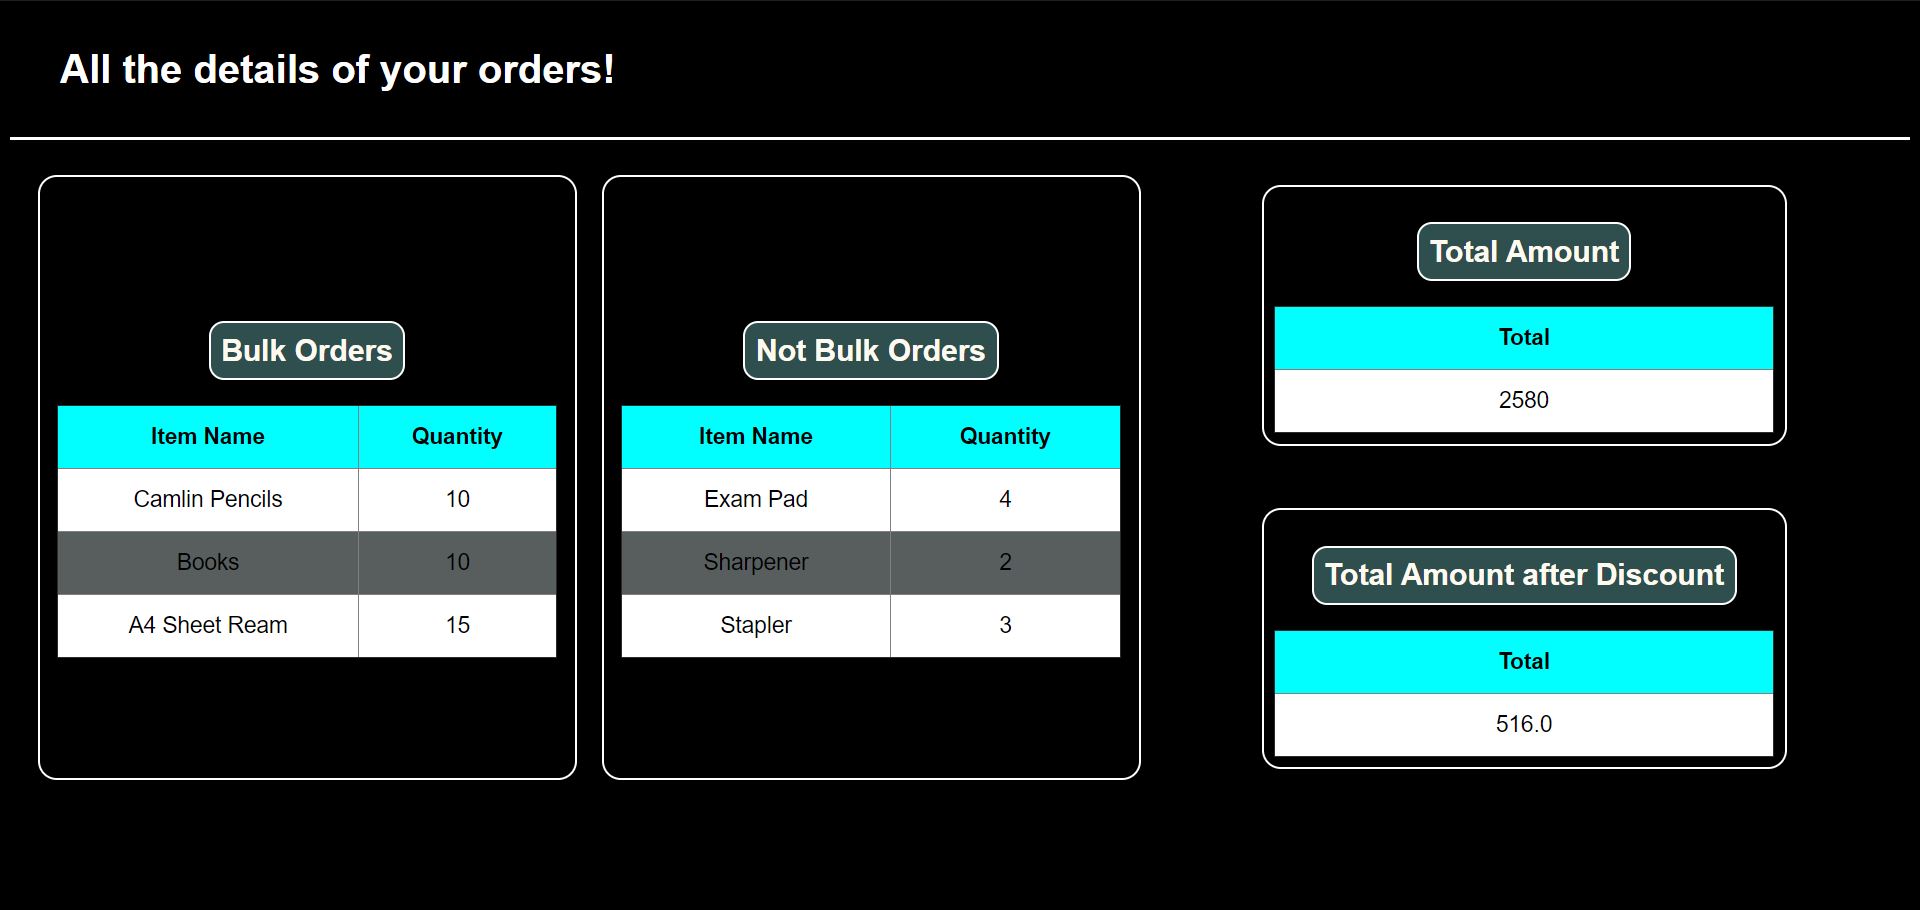 All the details of your orders!
Bulk Orders
Item Name Quantity
Camlin Pencils 10
Books 10
A4 Sheet Ream 15
Not Bulk Orders
Item Name Quantity
Exam Pad 4
Sharpener 2
Stapler 3
Total Amount
Total
2580
Total Amount after Discount
Total
516.0